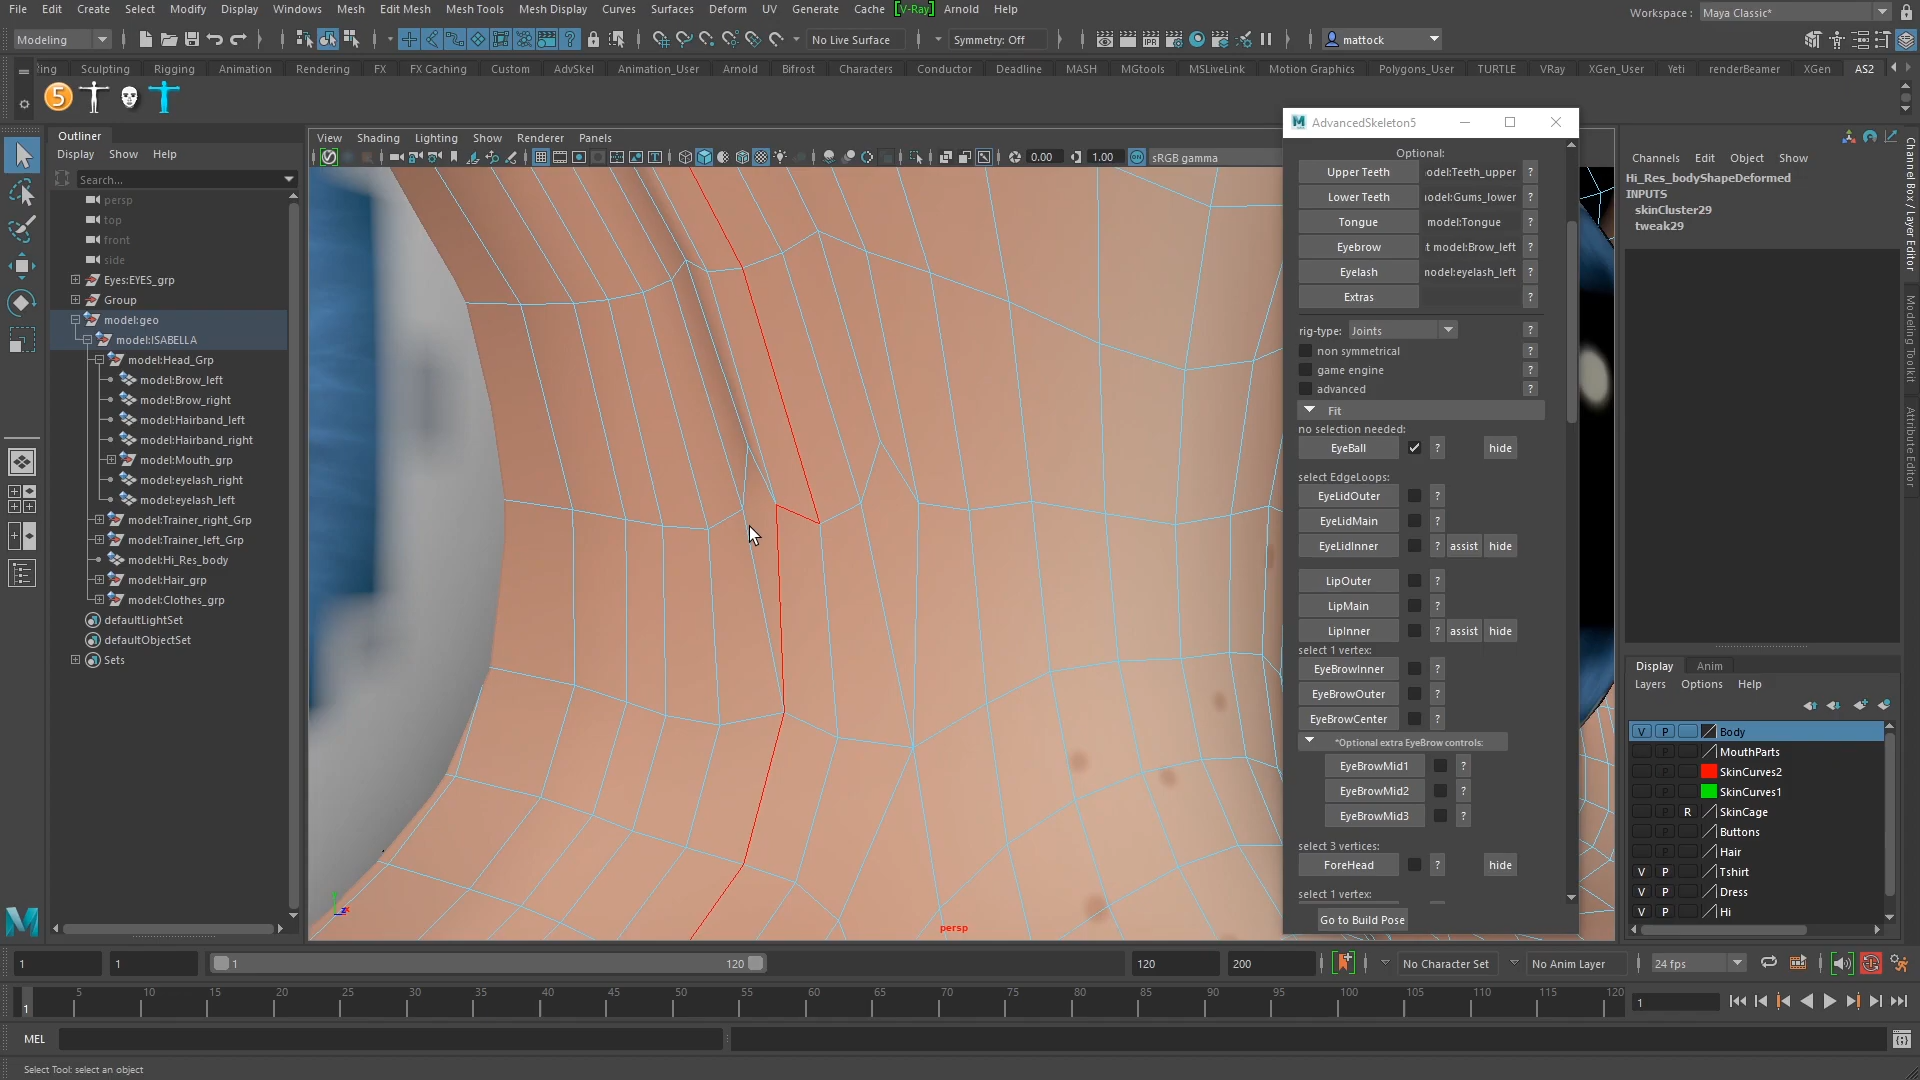 File Edit Create Select Modify Display Windows Mesh Edit Mesh Mesh Tools Mesh Display Curves Surfaces Deform UV Generate Cache [V-Ray] Arnold Help
Workspace : Maya Classic*
Modeling
No Live Surface
Symmetry: Off
mattock
ing Sculpting Rigging Animation Rendering FX FX Caching Custom AdvSkel Animation_User Arnold Bifrost Characters Conductor Deadline MASH MGtools MSLiveLink Motion Graphics Polygons_User TURTLE VRay XGen_User Yeti renderBeamer XGen AS2
5
Outliner
Display Show Help
Search...
persp
top
front
side
Eyes:EYES_grp
Group
model:geo
model:ISABELLA
model:Head_Grp
model:Brow_left
model:Brow_right
model:Hairband_left
model:Hairband_right
model:Mouth_grp
model:eyelash_right
model:eyelash_left
model:Trainer_right_Grp
model:Trainer_left_Grp
model:Hi_Res_body
model:Hair_grp
model:Clothes_grp
defaultLightSet
defaultObjectSet
Sets
View Shading Lighting Show Renderer Panels
0.00 1.00 ON sRGB gamma
persp
AdvancedSkeleton5
Optional:
Upper Teeth odel:Teeth_upper ?
Lower Teeth odel:Gums_lower ?
Tongue model:Tongue ?
Eyebrow t model:Brow_left ?
Eyelash nodel:eyelash_left ?
Extras ?
rig-type: Joints ?
non symmetrical ?
game engine ?
advanced ?
Fit
no selection needed:
EyeBall ? hide
select EdgeLoops:
EyeLidOuter ?
EyeLidMain ?
EyeLidInner ? assist hide
LipOuter ?
LipMain ?
LipInner ? assist hide
select 1 vertex:
EyeBrowInner ?
EyeBrowOuter ?
EyeBrowCenter ?
*Optional extra EyeBrow controls:
EyeBrowMid1 ?
EyeBrowMid2 ?
EyeBrowMid3 ?
select 3 vertices:
ForeHead ? hide
select 1 vertex:
Go to Build Pose
Channels Edit Object Show
Hi_Res_bodyShapeDeformed
INPUTS
skinCluster29
tweak29
Channel Box / Layer Editor
Modeling Toolkit
Attribute Editor
Display Anim
Layers Options Help
V P Body
P MouthParts
P SkinCurves2
P SkinCurves1
P R SkinCage
P Buttons
P Hair
V P Tshirt
V P Dress
V P Hi
1 1 1 120 120 200 No Character Set No Anim Layer 24 fps
1 5 10 15 20 25 30 35 40 45 50 55 60 65 70 75 80 85 90 95 100 105 110 115 120 1
MEL
Select Tool: select an object